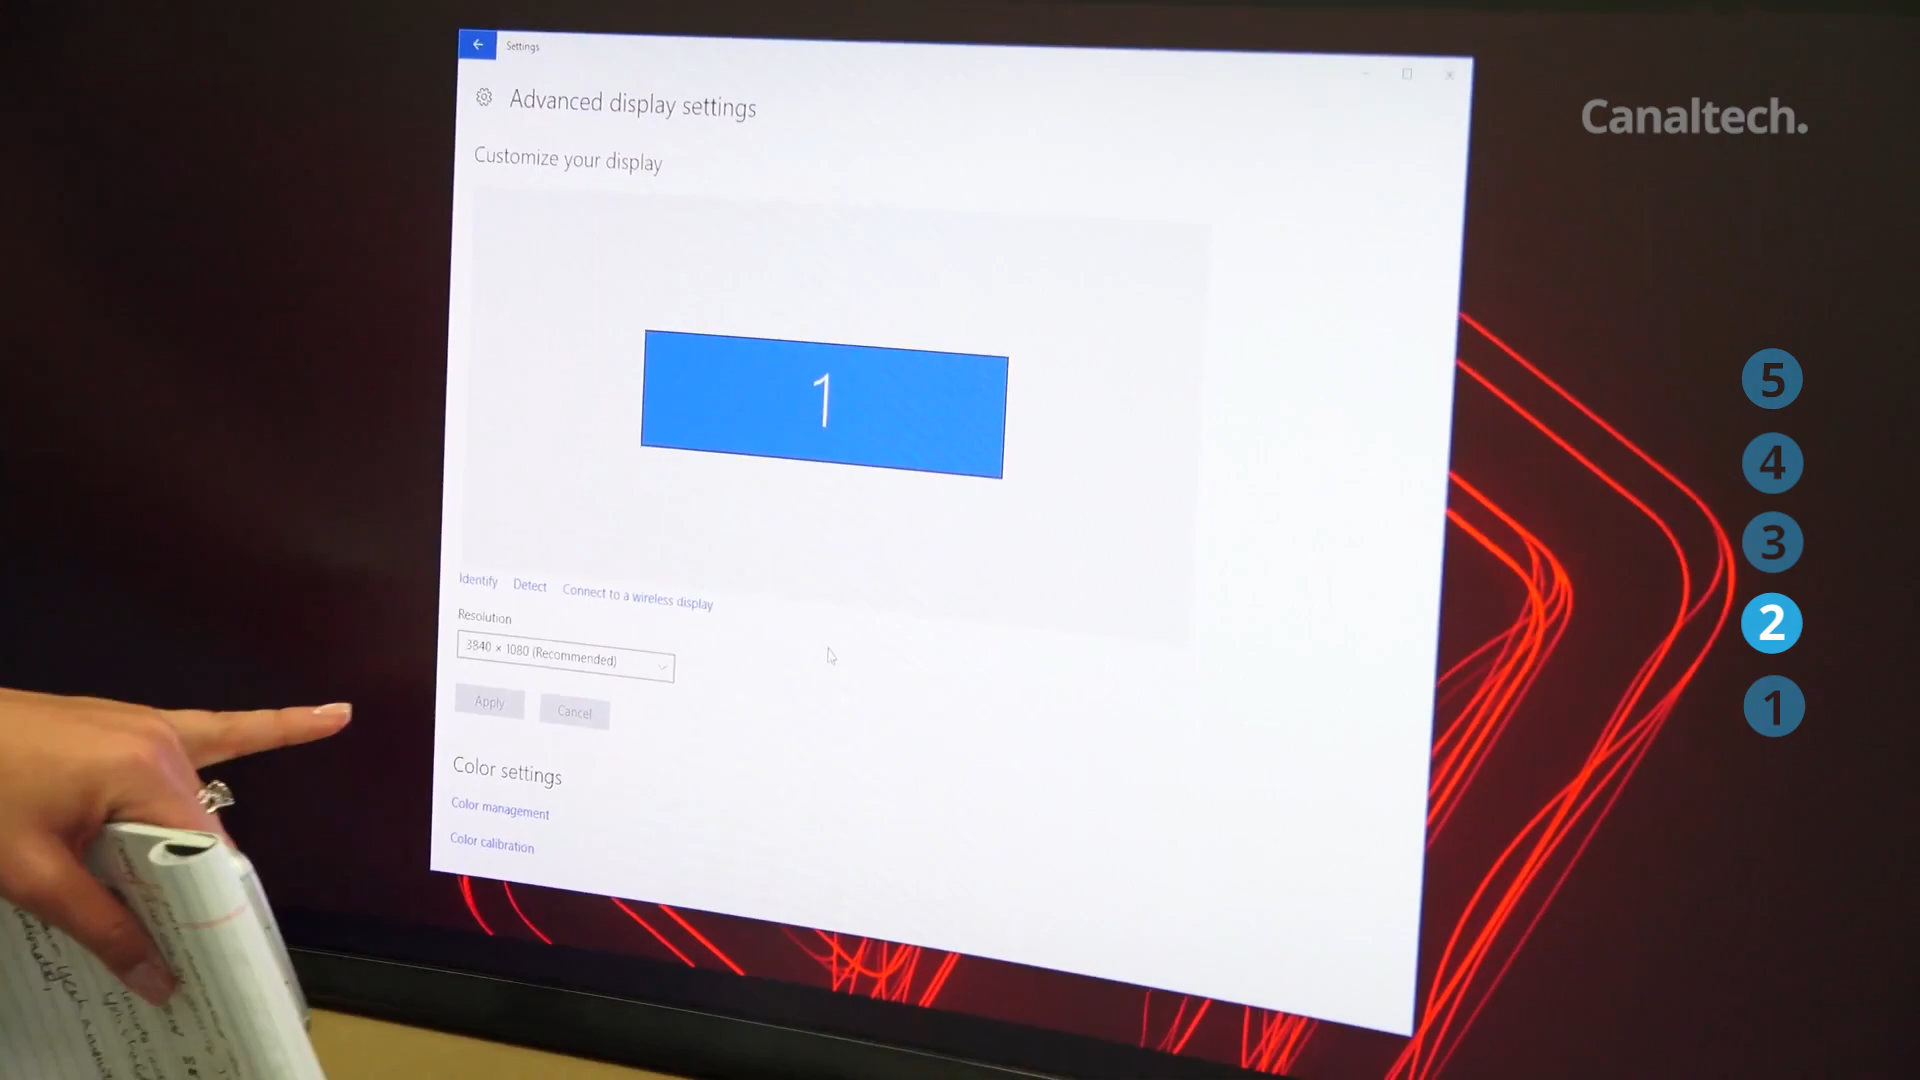 Settings
Advanced display settings
Canaltech.
Customize your display
1
Identify Detect Connect to a wireless display
Resolution
3840 × 1080 (Recommended)
Apply Cancel
Color settings
Color management
Color calibration
5
4
3
2
1